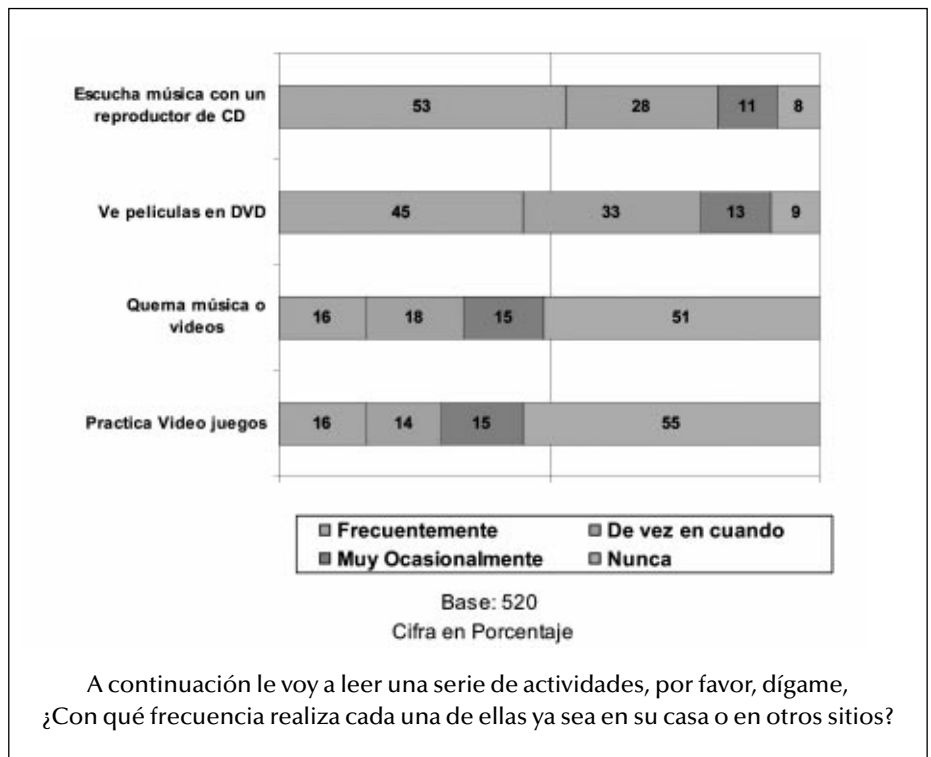 Escucha música con un
reproductor de CD
53 28 11 8
Ve peliculas en DVD
45 33 13 9
Quema música o
videos
16 18 15 51
Practica Video juegos
16 14 15 55
Frecuentemente De vez en cuando
Muy Ocasionalmente Nunca
Base: 520
Cifra en Porcentaje
A continuación le voy a leer una serie de actividades, por favor, dígame,
¿Con qué frecuencia realiza cada una de ellas ya sea en su casa o en otros sitios?